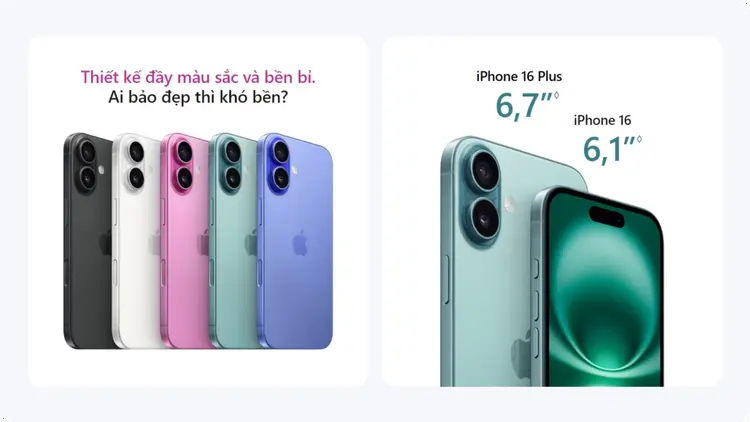 Thiết kế đầy màu sắc và bền bỉ.
Ai bảo đẹp thì khó bền?
iPhone 16 Plus
6,7”◊
iPhone 16
6,1”◊